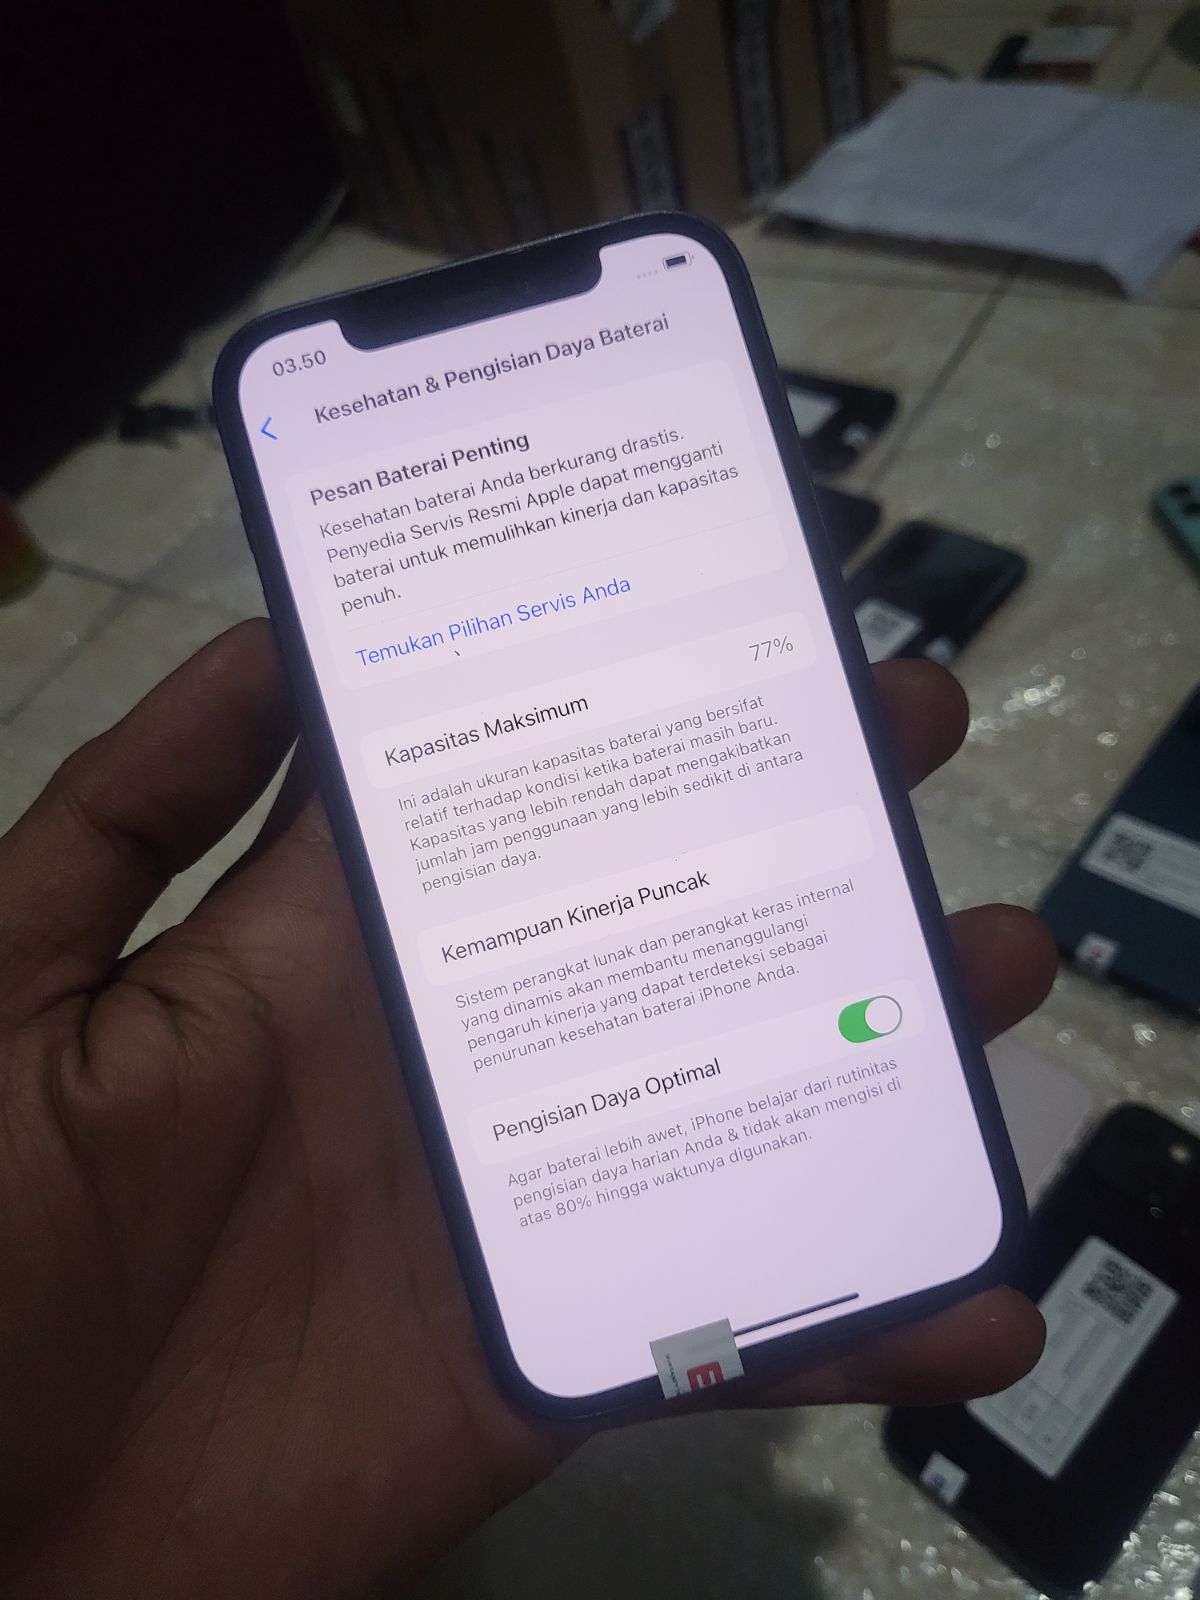 03.50
Kesehatan & Pengisian Daya Baterai
Pesan Baterai Penting
Kesehatan baterai Anda berkurang drastis.
Penyedia Servis Resmi Apple dapat mengganti
baterai untuk memulihkan kinerja dan kapasitas
penuh.
Temukan Pilihan Servis Anda
Kapasitas Maksimum 77%
Ini adalah ukuran kapasitas baterai yang bersifat
relatif terhadap kondisi ketika baterai masih baru.
Kapasitas yang lebih rendah dapat mengakibatkan
jumlah jam penggunaan yang lebih sedikit di antara
pengisian daya.
Kemampuan Kinerja Puncak
Sistem perangkat lunak dan perangkat keras internal
yang dinamis akan membantu menanggulangi
pengaruh kinerja yang dapat terdeteksi sebagai
penurunan kesehatan baterai iPhone Anda.
Pengisian Daya Optimal
Agar baterai lebih awet, iPhone belajar dari rutinitas
pengisian daya harian Anda & tidak akan mengisi di
atas 80% hingga waktunya digunakan.